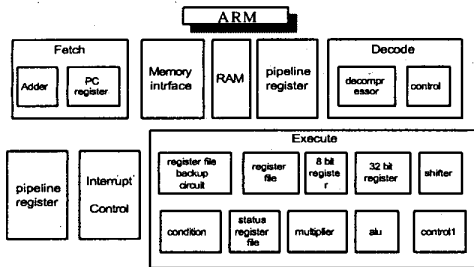 ARM
Fetch
Adder
PC
register
Memory
intrface
RAM
pipeline
register
Decode
decompr
essor
control
pipeline
register
Interrupt
Control
Execute
register file
backup
circuit
register
file
8 bit
registe
r
32 bit
register
shifter
condition
status
register
file
multiplier
alu
control1